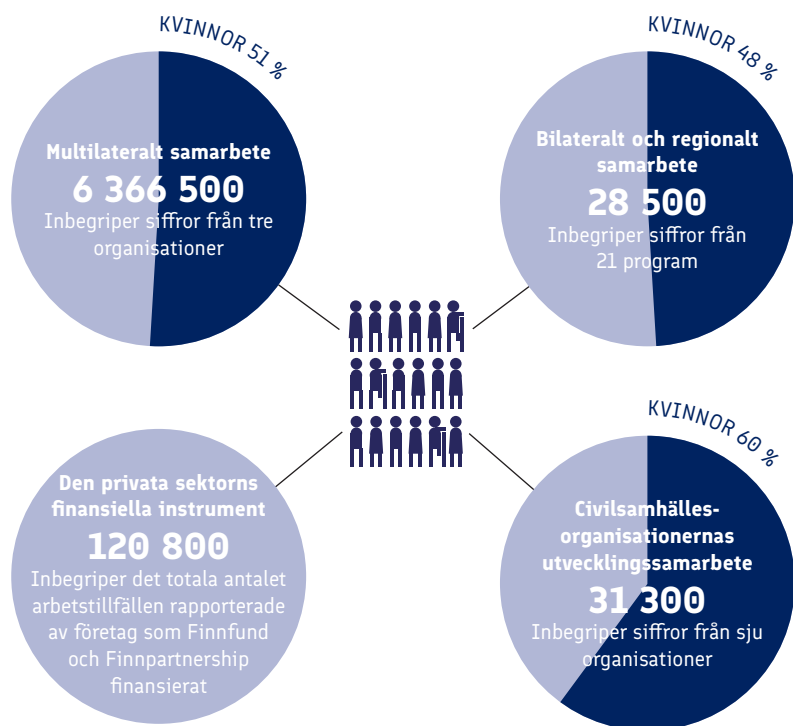 KVINNOR 51 %
Multilateralt samarbete
6 366 500
Inbegriper siffror från tre
organisationer
KVINNOR 48 %
Bilateralt och regionalt
samarbete
28 500
Inbegriper siffror från
21 program
Den privata sektorns
finansiella instrument
120 800
Inbegriper det totala antalet
arbetstillfällen rapporterade
av företag som Finnfund
och Finnpartnership
finansierat
KVINNOR 60 %
Civilsamhälles-
organisationernas
utvecklingssamarbete
31 300
Inbegriper siffror från sju
organisationer